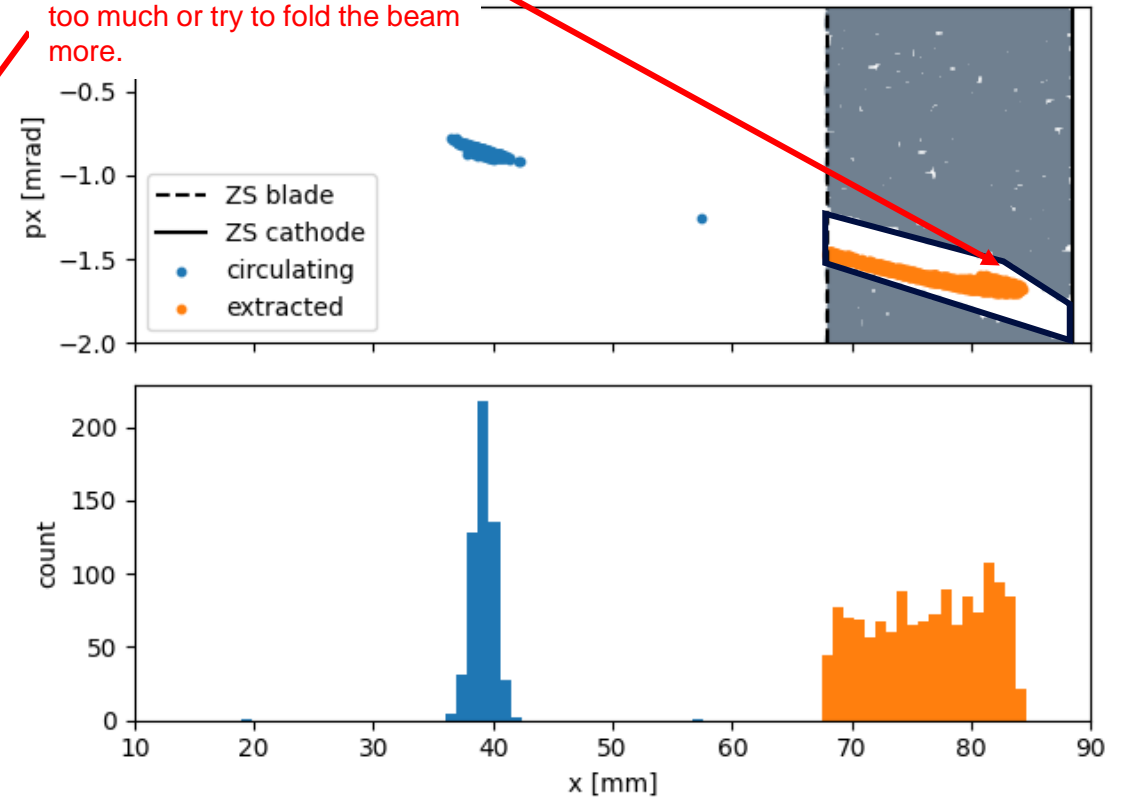 too much or try to fold the beam
more.
−0.5
−1.0
−1.5
−2.0
px [mrad]
ZS blade
ZS cathode
circulating
extracted
200
150
100
50
0
count
10 20 30 40 50 60 70 80 90
x [mm]